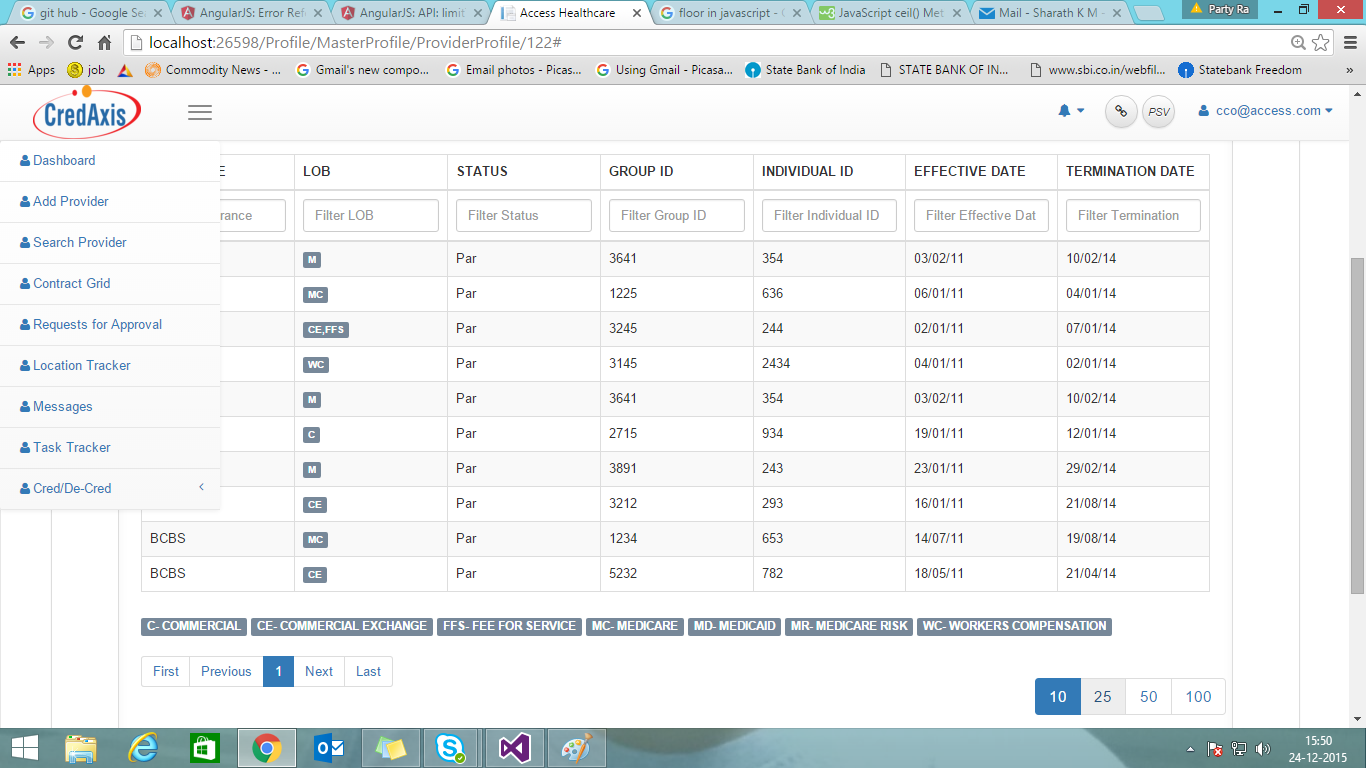 git hub - Google Sea
AngularJS: Error Refe
AngularJS: API: limit
Access Healthcare
floor in javascript - G
JavaScript ceil() Met
Mail - Sharath K M -
Party Ra
localhost:26598/Profile/MasterProfile/ProviderProfile/122#
Apps
job
Commodity News - ...
Gmail's new compo...
Email photos - Picas...
Using Gmail - Picasa...
State Bank of India
STATE BANK OF IN...
www.sbi.co.in/webfil...
Statebank Freedom
»
CredAxis
PSV
cco@access.com
Dashboard
Add Provider
Search Provider
Contract Grid
Requests for Approval
Location Tracker
Messages
Task Tracker
Cred/De-Cred
E LOB STATUS GROUP ID INDIVIDUAL ID EFFECTIVE DATE TERMINATION DATE
rance Filter LOB Filter Status Filter Group ID Filter Individual ID Filter Effective Dat Filter Termination
M Par 3641 354 03/02/11 10/02/14
MC Par 1225 636 06/01/11 04/01/14
CE,FFS Par 3245 244 02/01/11 07/01/14
WC Par 3145 2434 04/01/11 02/01/14
M Par 3641 354 03/02/11 10/02/14
C Par 2715 934 19/01/11 12/01/14
M Par 3891 243 23/01/11 29/02/14
CE Par 3212 293 16/01/11 21/08/14
BCBS MC Par 1234 653 14/07/11 19/08/14
BCBS CE Par 5232 782 18/05/11 21/04/14
C- COMMERCIAL CE- COMMERCIAL EXCHANGE FFS- FEE FOR SERVICE MC- MEDICARE MD- MEDICAID MR- MEDICARE RISK WC- WORKERS COMPENSATION
First Previous 1 Next Last
10 25 50 100
15:50
24-12-2015